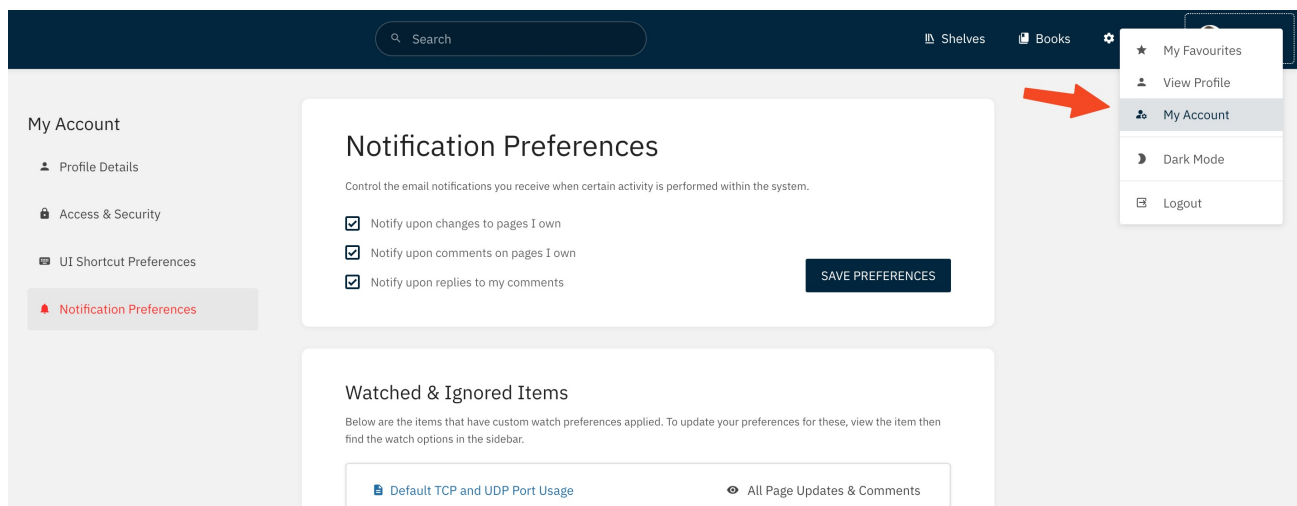 Search
Shelves
Books
My Favourites
View Profile
My Account
Dark Mode
Logout
My Account
Profile Details
Access & Security
UI Shortcut Preferences
Notification Preferences
Notification Preferences
Control the email notifications you receive when certain activity is performed within the system.
Notify upon changes to pages I own
Notify upon comments on pages I own
Notify upon replies to my comments
SAVE PREFERENCES
Watched & Ignored Items
Below are the items that have custom watch preferences applied. To update your preferences for these, view the item then
find the watch options in the sidebar.
Default TCP and UDP Port Usage
All Page Updates & Comments